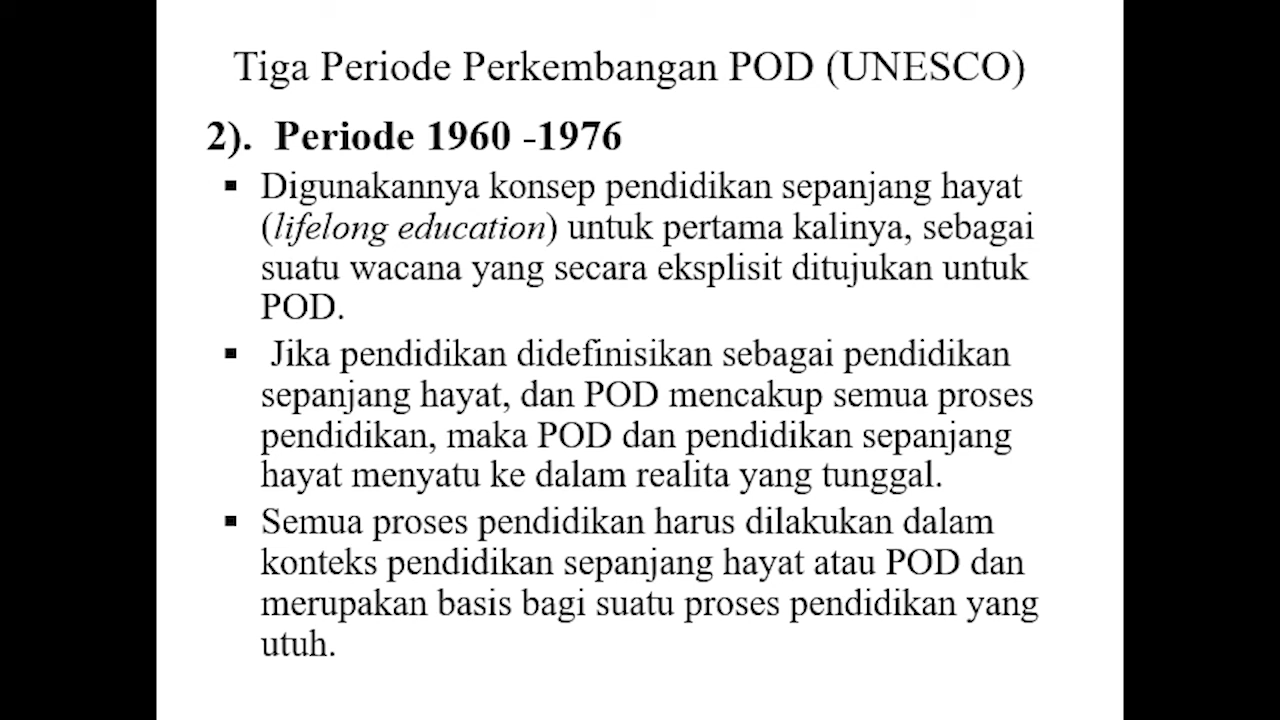 Tiga Periode Perkembangan POD (UNESCO)
2). Periode 1960 -1976
▪ Digunakannya konsep pendidikan sepanjang hayat
(lifelong education) untuk pertama kalinya, sebagai
suatu wacana yang secara eksplisit ditujukan untuk
POD.
▪ Jika pendidikan didefinisikan sebagai pendidikan
sepanjang hayat, dan POD mencakup semua proses
pendidikan, maka POD dan pendidikan sepanjang
hayat menyatu ke dalam realita yang tunggal.
▪ Semua proses pendidikan harus dilakukan dalam
konteks pendidikan sepanjang hayat atau POD dan
merupakan basis bagi suatu proses pendidikan yang
utuh.